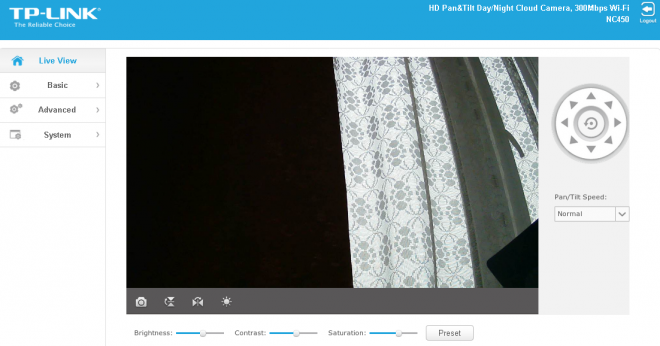 TP-LINK®
The Reliable Choice
HD Pan&Tilt Day/Night Cloud Camera, 300Mbps Wi-Fi
NC450
Logout
Live View
Basic
Advanced
System
Pan/Tilt Speed:
Normal
Brightness:
Contrast:
Saturation:
Preset